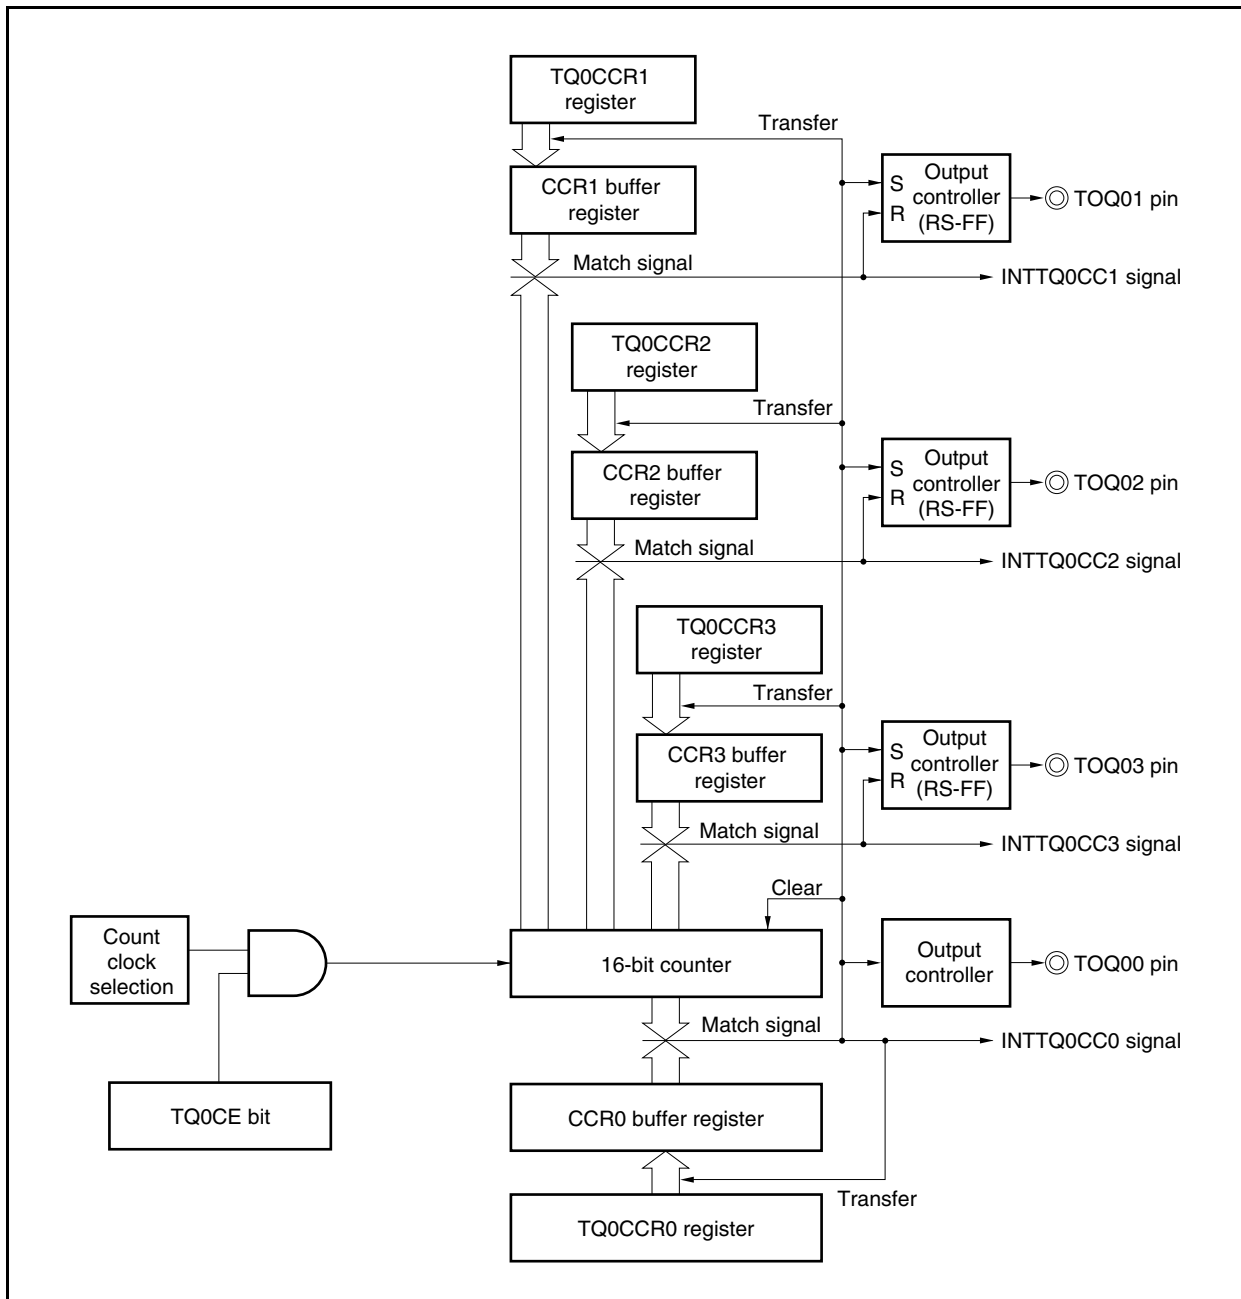 TQ0CCR1
register
Transfer
CCR1 buffer
register
S
R
Output
controller
(RS-FF)
TOQ01 pin
Match signal
INTTQ0CC1 signal
TQ0CCR2
register
Transfer
CCR2 buffer
register
S
R
Output
controller
(RS-FF)
TOQ02 pin
Match signal
INTTQ0CC2 signal
TQ0CCR3
register
Transfer
CCR3 buffer
register
S
R
Output
controller
(RS-FF)
TOQ03 pin
Match signal
INTTQ0CC3 signal
Clear
Count
clock
selection
16-bit counter
Output
controller
TOQ00 pin
Match signal
INTTQ0CC0 signal
TQ0CE bit
CCR0 buffer register
Transfer
TQ0CCR0 register